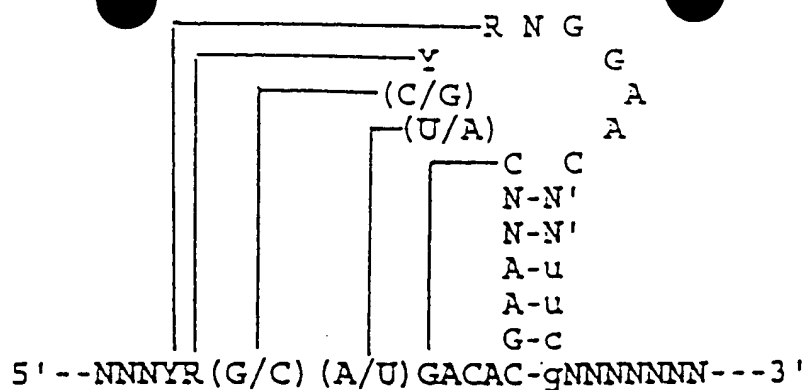 R N G
Y G
(C/G) A
(U/A) A
C C
N-N'
N-N'
A-u
A-u
G-c
5'--NNNYR(G/C)(A/U)GACAC-gNNNNNNN---3'